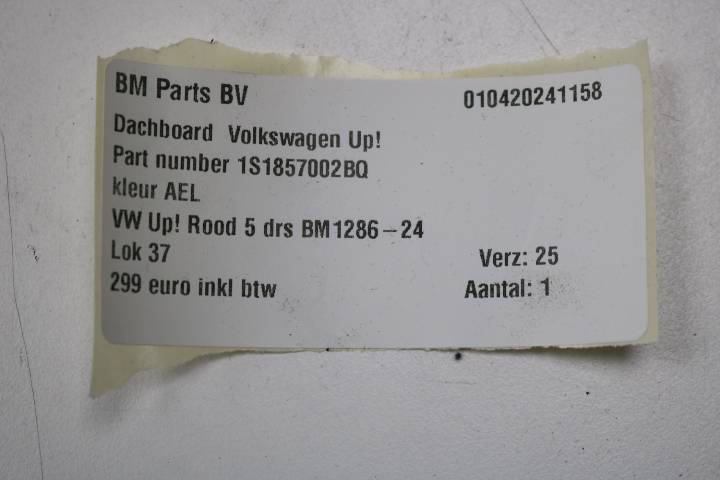 BM Parts BV 010420241158
Dachboard Volkswagen Up!
Part number 1S1857002BQ
kleur AEL
VW Up! Rood 5 drs BM1286-24
Lok 37 Verz: 25
299 euro inkl btw Aantal: 1